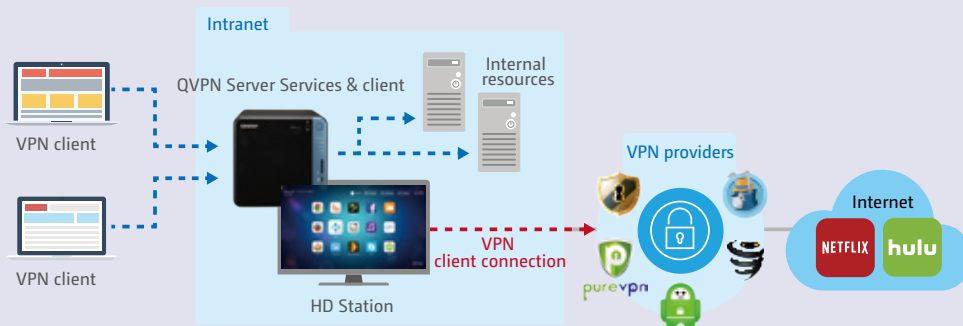 Intranet
QVPN Server Services & client
Internal
resources
VPN client
VPN client
HD Station
VPN
client connection
VPN providers
purevpn
Internet
NETFLIX
hulu